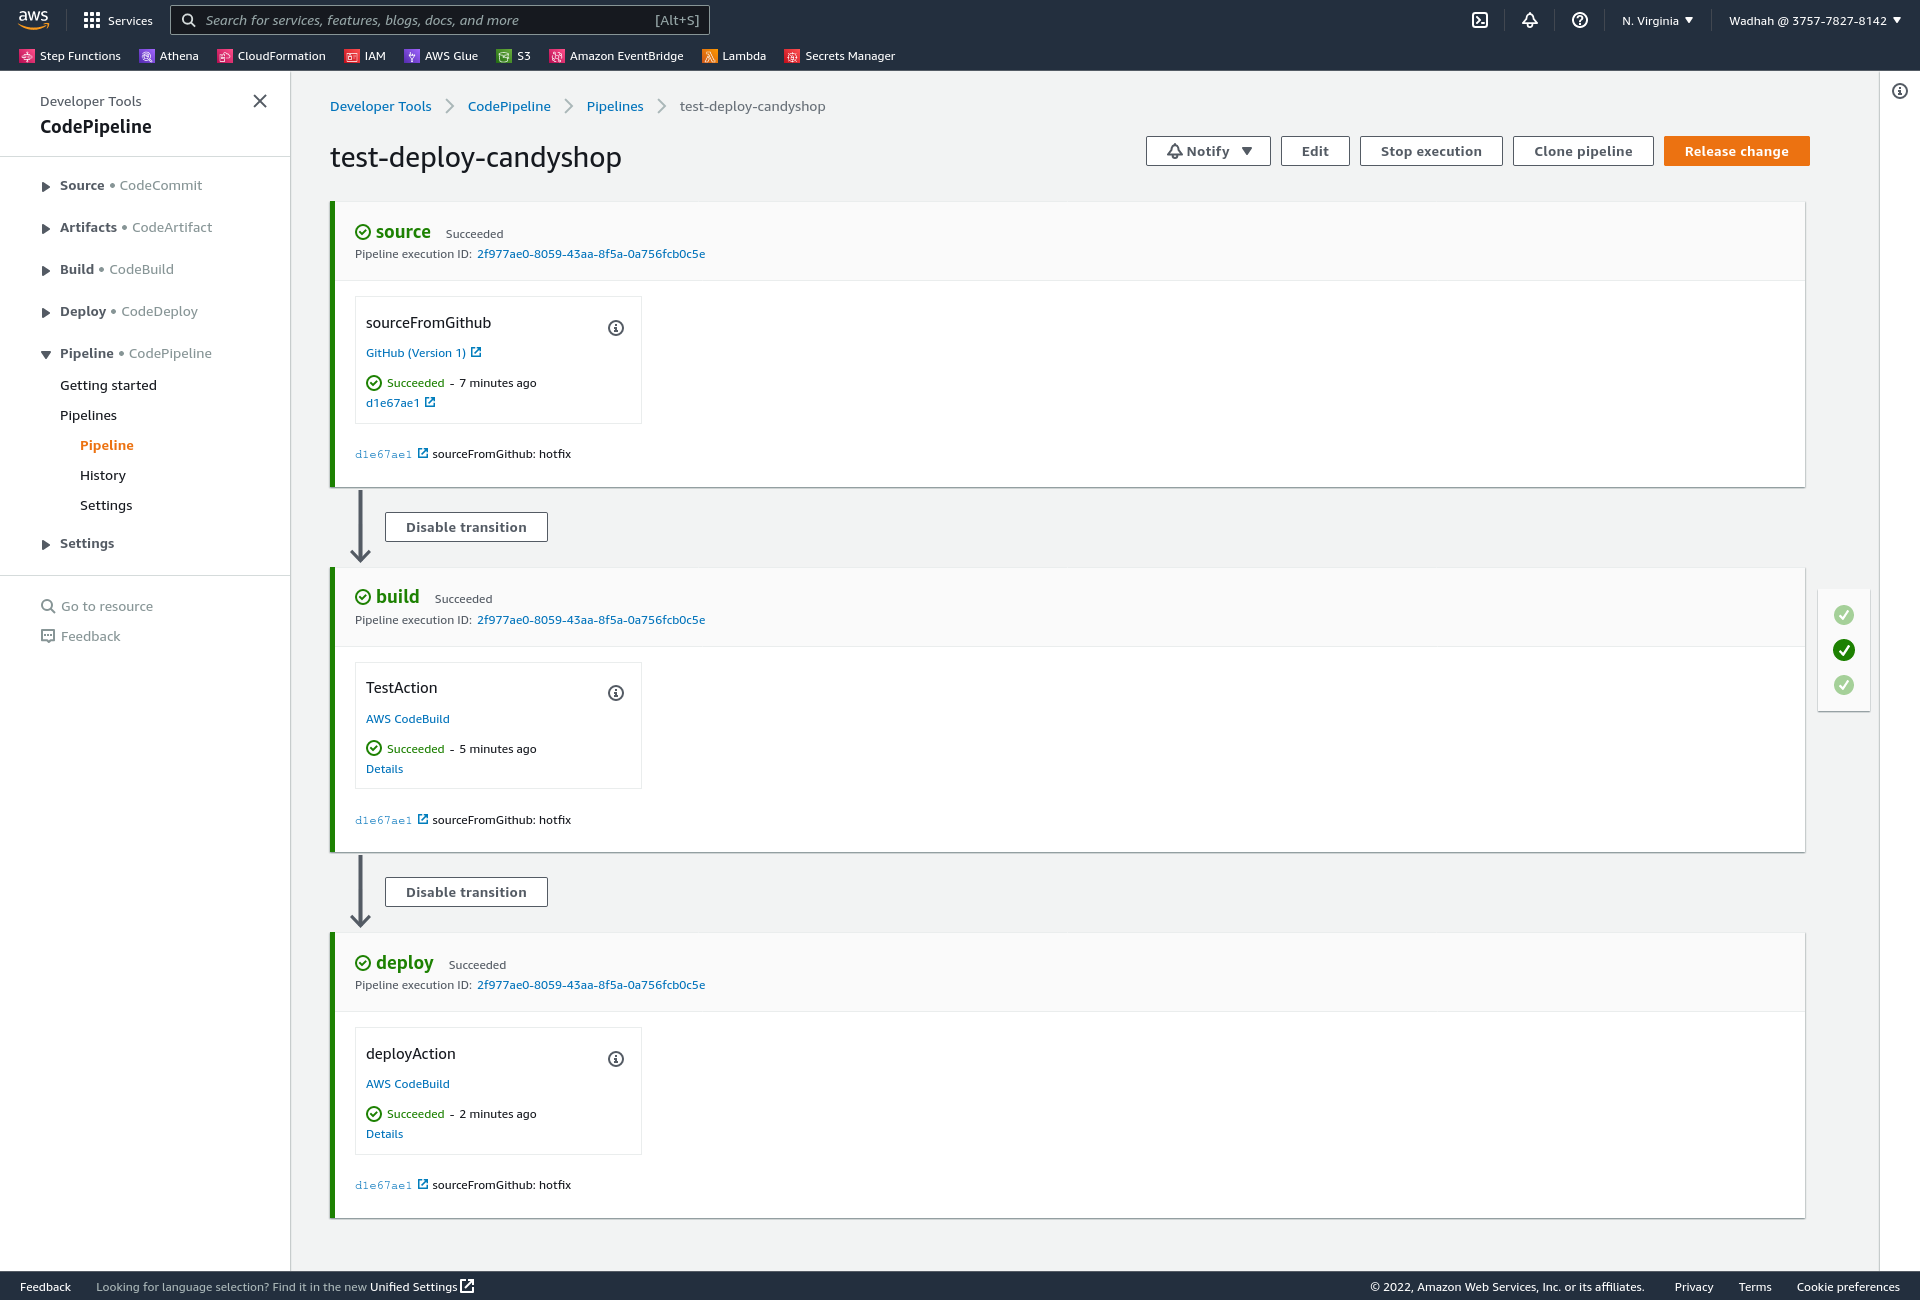 aws
Services
Search for services, features, blogs, docs, and more [Alt+S]
N. Virginia
Wadhah @ 3757-7827-8142
Step Functions Athena CloudFormation IAM AWS Glue S3 Amazon EventBridge Lambda Secrets Manager
Developer Tools
CodePipeline
Source • CodeCommit
Artifacts • CodeArtifact
Build • CodeBuild
Deploy • CodeDeploy
Pipeline • CodePipeline
Getting started
Pipelines
Pipeline
History
Settings
Settings
Go to resource
Feedback
Developer Tools CodePipeline Pipelines test-deploy-candyshop
test-deploy-candyshop
Notify Edit Stop execution Clone pipeline Release change
source Succeeded
Pipeline execution ID: 2f977ae0-8059-43aa-8f5a-0a756fcb0c5e
sourceFromGithub
GitHub (Version 1)
Succeeded - 7 minutes ago
d1e67ae1
d1e67ae1 sourceFromGithub: hotfix
Disable transition
build Succeeded
Pipeline execution ID: 2f977ae0-8059-43aa-8f5a-0a756fcb0c5e
TestAction
AWS CodeBuild
Succeeded - 5 minutes ago
Details
d1e67ae1 sourceFromGithub: hotfix
Disable transition
deploy Succeeded
Pipeline execution ID: 2f977ae0-8059-43aa-8f5a-0a756fcb0c5e
deployAction
AWS CodeBuild
Succeeded - 2 minutes ago
Details
d1e67ae1 sourceFromGithub: hotfix
Feedback Looking for language selection? Find it in the new Unified Settings
© 2022, Amazon Web Services, Inc. or its affiliates. Privacy Terms Cookie preferences